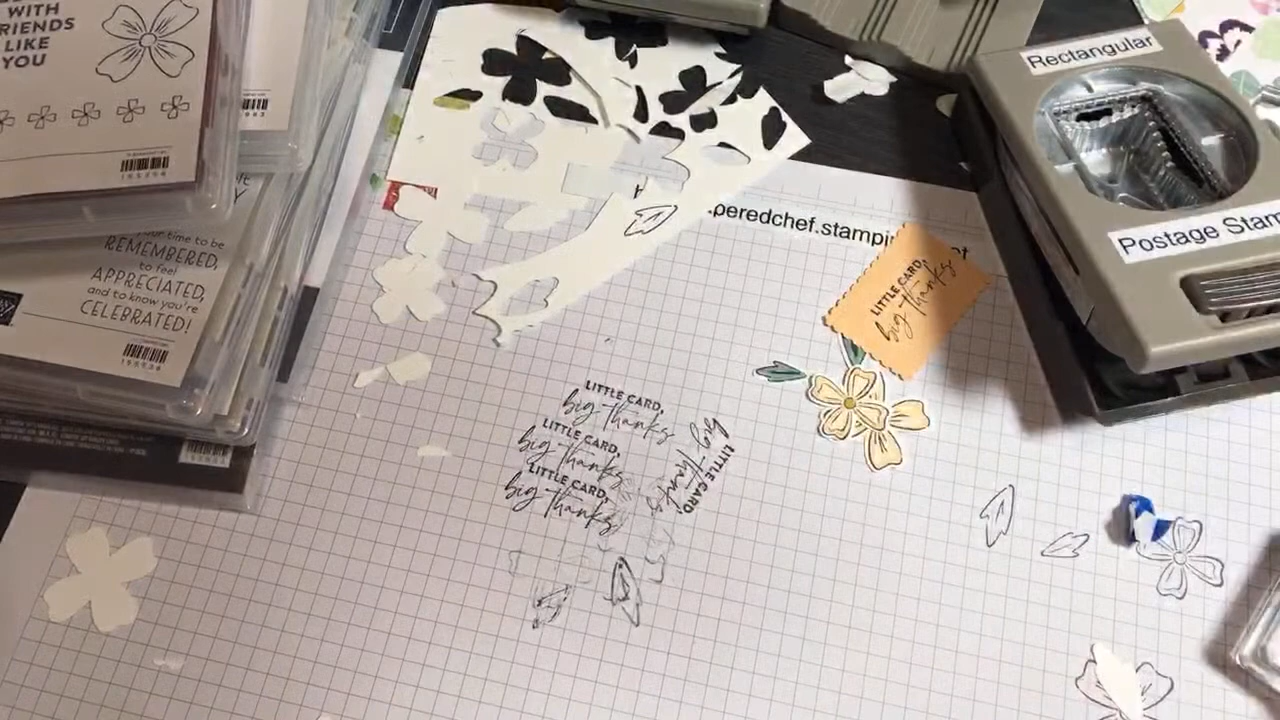 WITH
FRIENDS
LIKE
YOU
your time to be
REMEMBERED,
to feel
APPRECIATED,
and to know you're
CELEBRATED!
Rectangular
Postage Stam
.peredchef.stampin
LITTLE CARD,
big thanks
LITTLE CARD,
big thanks
LITTLE CARD,
big thanks
LITTLE CARD,
big thanks
LITTLE CARD,
big thanks